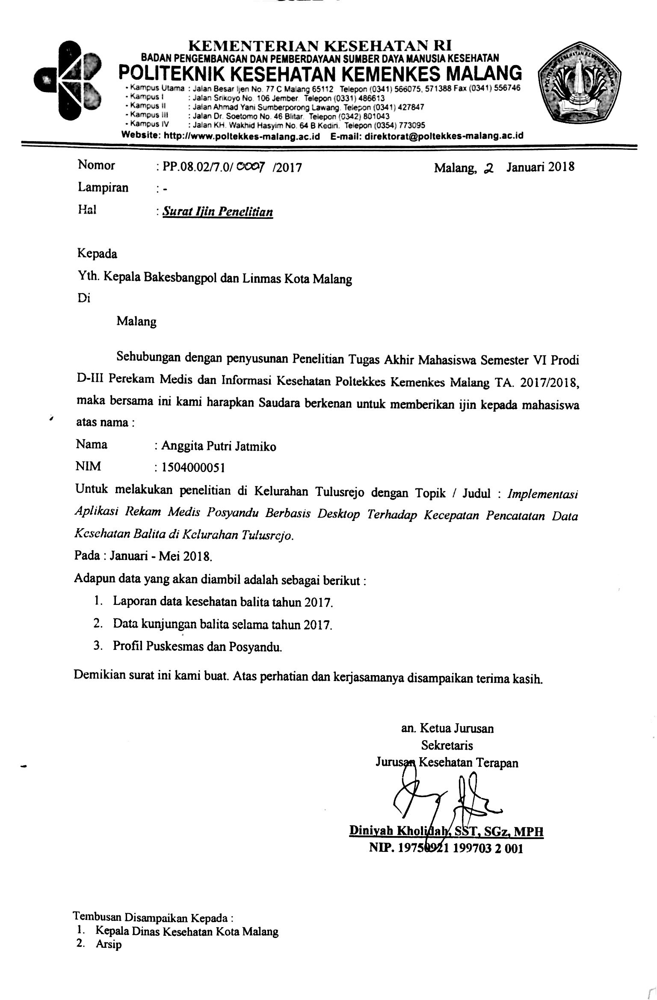 KEMENTERIAN KESEHATAN RI
BADAN PENGEMBANGAN DAN PEMBERDAYAAN SUMBER DAYA MANUSIA KESEHATAN
POLITEKNIK KESEHATAN KEMENKES MALANG
- Kampus Utama : Jalan Besar Ijen No. 77 C Malang 65112 Telepon (0341) 566075, 571388 Fax (0341) 556746
- Kampus I : Jalan Srikoyo No. 106 Jember. Telepon (0331) 486613
- Kampus II : Jalan Ahmad Yani Sumberporong Lawang. Telepon (0341) 427847
- Kampus III : Jalan Dr. Soetomo No. 46 Blitar. Telepon (0342) 801043
- Kampus IV : Jalan KH. Wakhid Hasyim No. 64 B Kediri. Telepon (0354) 773095
Website: http://www.poltekkes-malang.ac.id E-mail: direktorat@poltekkes-malang.ac.id
POLITEKNIK KESEHATAN KEMENKES MALANG
Nomor : PP.08.02/7.0/ 0007 /2017 Malang, 2 Januari 2018
Lampiran : -
Hal : Surat Ijin Penelitian
Kepada
Yth. Kepala Bakesbangpol dan Linmas Kota Malang
Di
Malang
Sehubungan dengan penyusunan Penelitian Tugas Akhir Mahasiswa Semester VI Prodi
D-III Perekam Medis dan Informasi Kesehatan Poltekkes Kemenkes Malang TA. 2017/2018,
maka bersama ini kami harapkan Saudara berkenan untuk memberikan ijin kepada mahasiswa
atas nama :
Nama : Anggita Putri Jatmiko
NIM : 1504000051
Untuk melakukan penelitian di Kelurahan Tulusrejo dengan Topik / Judul : Implementasi
Aplikasi Rekam Medis Posyandu Berbasis Desktop Terhadap Kecepatan Pencatatan Data
Kesehatan Balita di Kelurahan Tulusrejo.
Pada : Januari - Mei 2018.
Adapun data yang akan diambil adalah sebagai berikut :
1. Laporan data kesehatan balita tahun 2017.
2. Data kunjungan balita selama tahun 2017.
3. Profil Puskesmas dan Posyandu.
Demikian surat ini kami buat. Atas perhatian dan kerjasamanya disampaikan terima kasih.
an. Ketua Jurusan
Sekretaris
Jurusan Kesehatan Terapan
Diniyah Kholidah, SST, SGz, MPH
NIP. 19750921 199703 2 001
Tembusan Disampaikan Kepada :
1. Kepala Dinas Kesehatan Kota Malang
2. Arsip